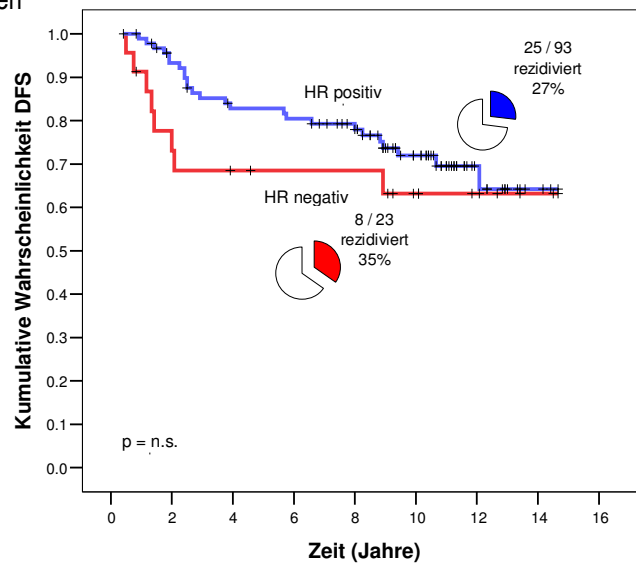 en
Kumulative Wahrscheinlichkeit DFS
1.0
0.9
0.8
0.7
0.6
0.5
0.4
0.3
0.2
0.1
0.0
25 / 93
rezidiviert
27%
HR positiv
HR negativ
8 / 23
rezidiviert
35%
p = n.s.
0 2 4 6 8 10 12 14 16
Zeit (Jahre)